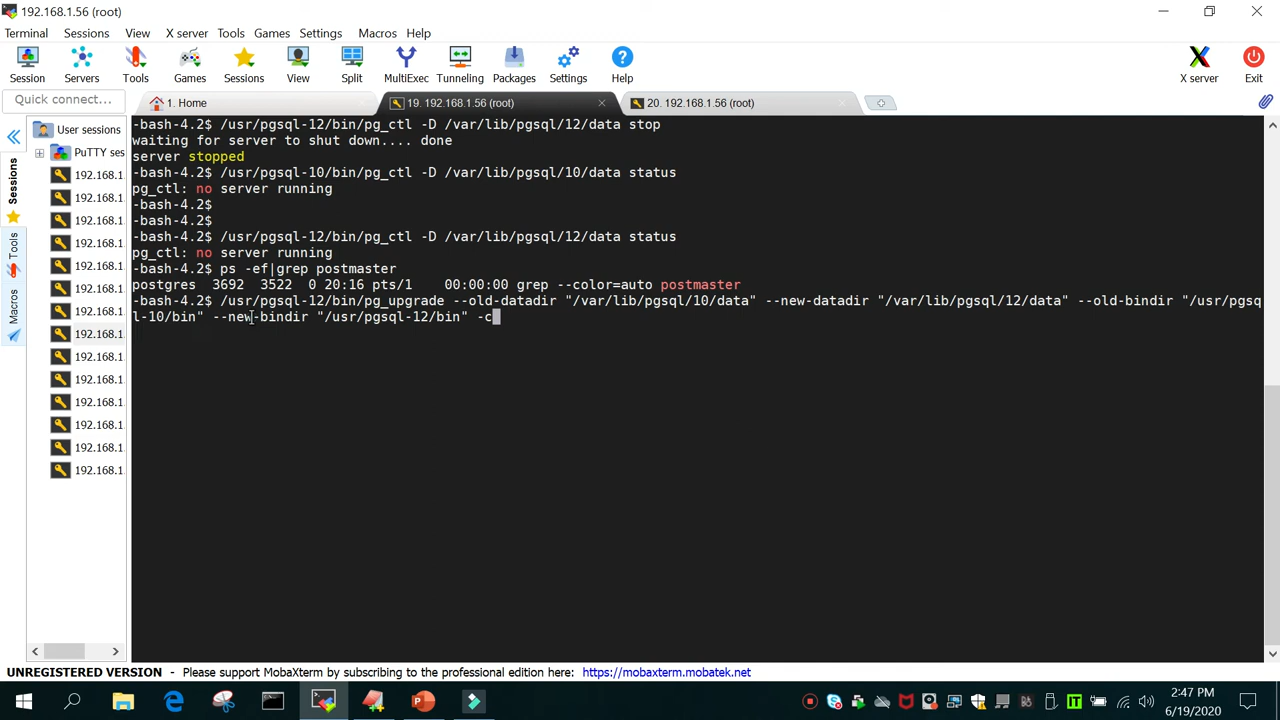 192.168.1.56 (root)
Terminal Sessions View X server Tools Games Settings Macros Help
Session Servers Tools Games Sessions View Split MultiExec Tunneling Packages Settings Help X server Exit
Quick connect...
1. Home
19. 192.168.1.56 (root)
20. 192.168.1.56 (root)
User sessions
PuTTY ses
192.168.1
192.168.1
192.168.1
192.168.1
192.168.1
192.168.1
192.168.1
192.168.1
192.168.1
192.168.1
192.168.1
192.168.1
192.168.1
192.168.1
Sessions
Tools
Macros
-bash-4.2$ /usr/pgsql-12/bin/pg_ctl -D /var/lib/pgsql/12/data stop
waiting for server to shut down.... done
server stopped
-bash-4.2$ /usr/pgsql-10/bin/pg_ctl -D /var/lib/pgsql/10/data status
pg_ctl: no server running
-bash-4.2$
-bash-4.2$
-bash-4.2$ /usr/pgsql-12/bin/pg_ctl -D /var/lib/pgsql/12/data status
pg_ctl: no server running
-bash-4.2$ ps -ef|grep postmaster
postgres 3692 3522 0 20:16 pts/1 00:00:00 grep --color=auto postmaster
-bash-4.2$ /usr/pgsql-12/bin/pg_upgrade --old-datadir "/var/lib/pgsql/10/data" --new-datadir "/var/lib/pgsql/12/data" --old-bindir "/usr/pgsq
l-10/bin" --new-bindir "/usr/pgsql-12/bin" -c
UNREGISTERED VERSION - Please support MobaXterm by subscribing to the professional edition here: https://mobaxterm.mobatek.net
2:47 PM
6/19/2020